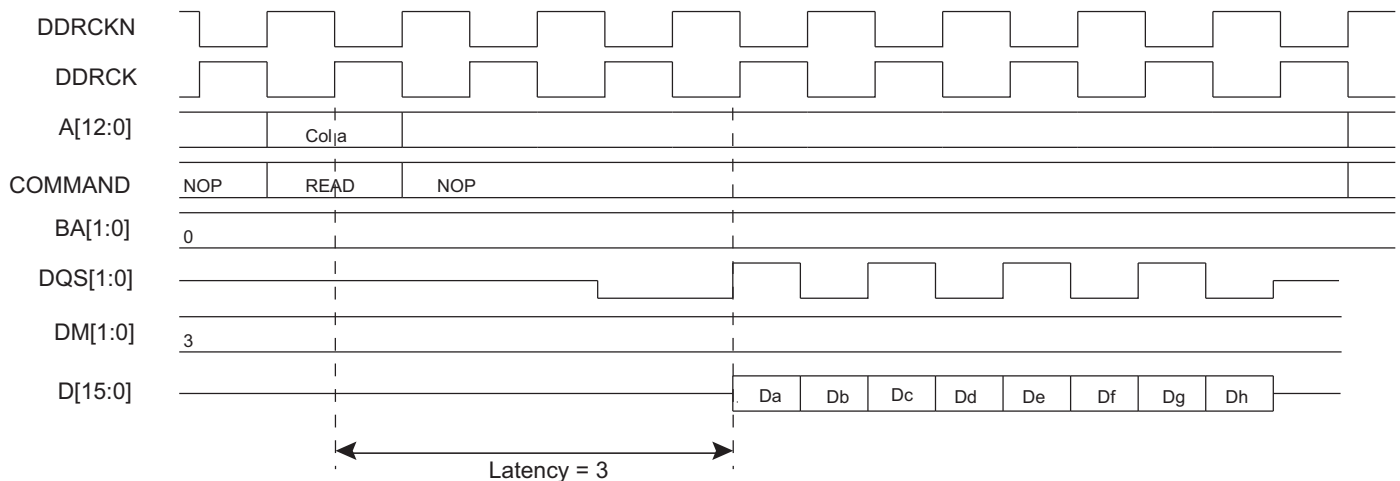 DDRCKN
DDRCK
A[12:0]
Col a
COMMAND
NOP READ NOP
BA[1:0]
0
DQS[1:0]
DM[1:0]
3
D[15:0]
Da Db Dc Dd De Df Dg Dh
Latency = 3